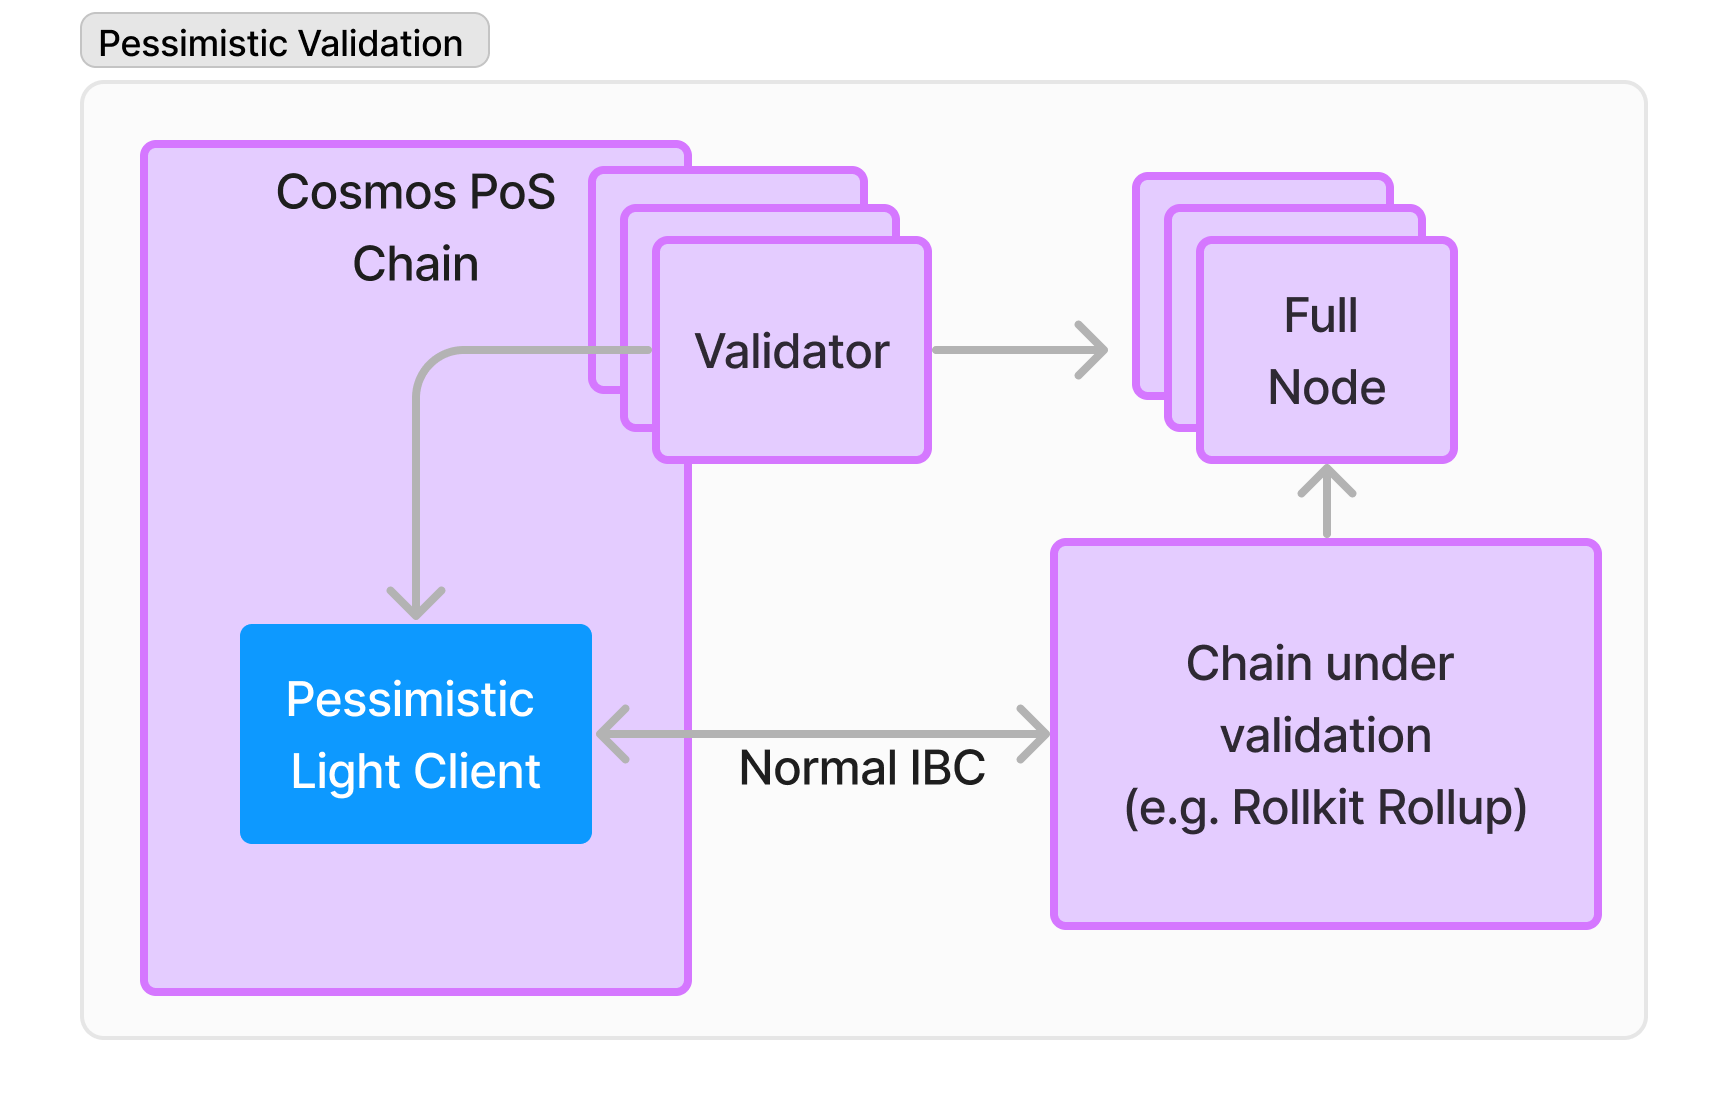 Pessimistic Validation
Cosmos PoS
Chain
Validator
Full
Node
Pessimistic
Light Client
Normal IBC
Chain under
validation
(e.g. Rollkit Rollup)